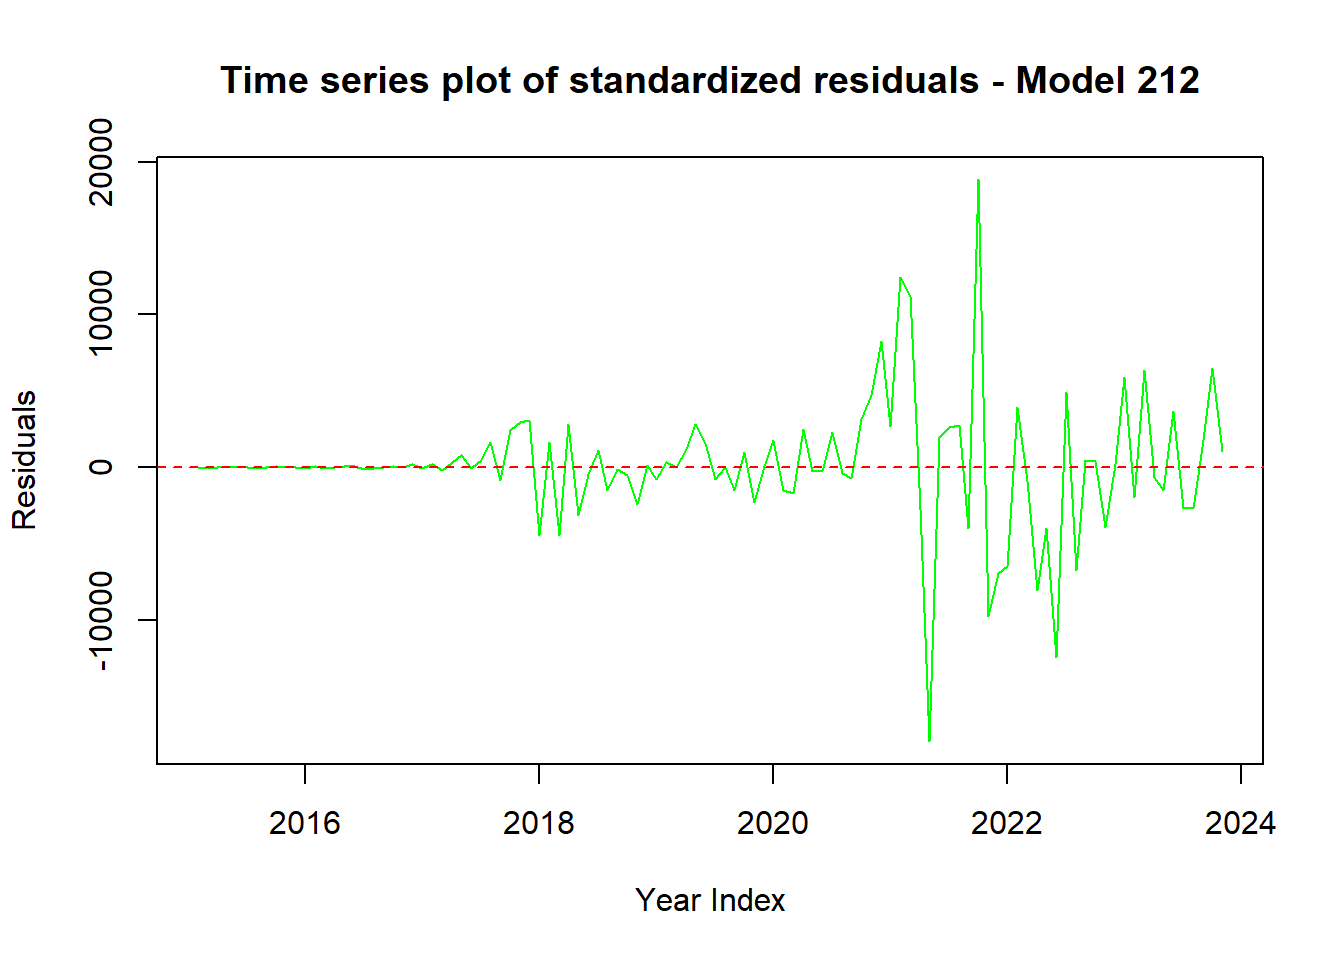 Time series plot of standardized residuals - Model 212
Residuals
20000
10000
0
-10000
2016 2018 2020 2022 2024
Year Index